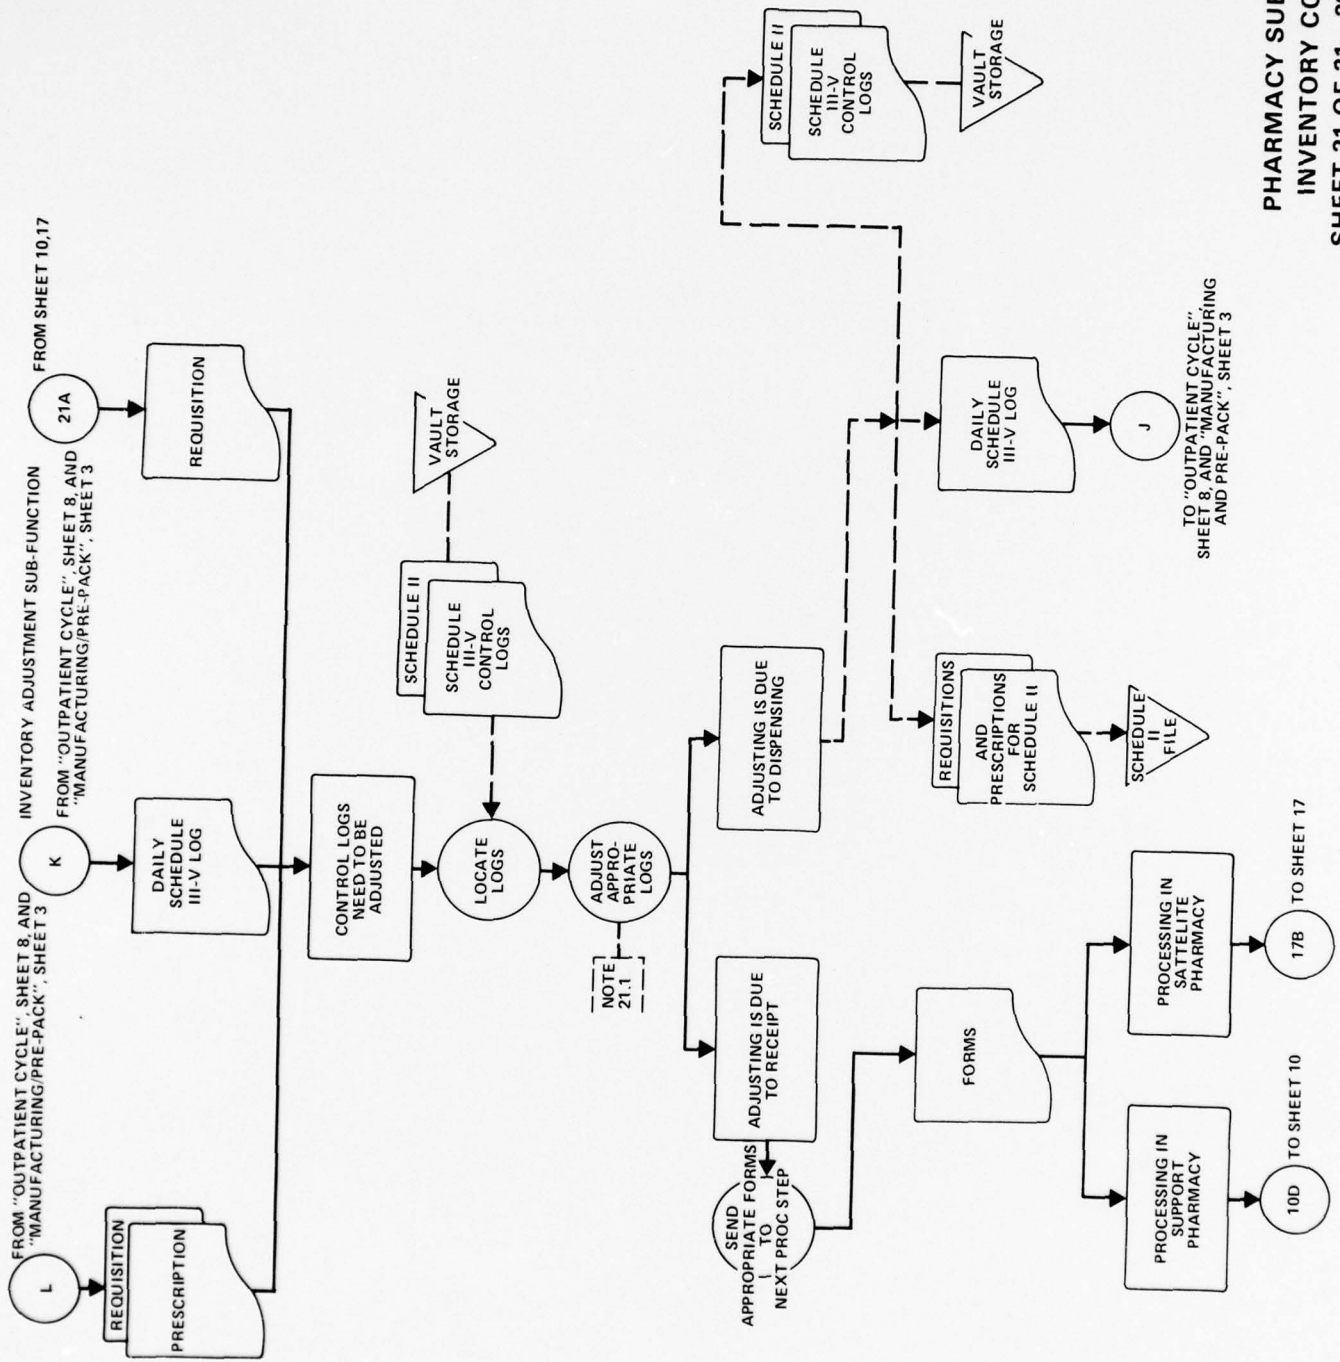 INVENTORY ADJUSTMENT SUB-FUNCTION
FROM "OUTPATIENT CYCLE", SHEET 8, AND
"MANUFACTURING/PRE-PACK", SHEET 3
L
REQUISITION
PRESCRIPTION
FROM "OUTPATIENT CYCLE", SHEET 8, AND
"MANUFACTURING/PRE-PACK", SHEET 3
K
DAILY
SCHEDULE
III-V LOG
FROM SHEET 10,17
21A
REQUISITION
CONTROL LOGS
NEED TO BE
ADJUSTED
SCHEDULE II
SCHEDULE
III-V
CONTROL
LOGS
VAULT
STORAGE
LOCATE
LOGS
ADJUST
APPRO-
PRIATE
LOGS
NOTE
21.1
ADJUSTING IS DUE
TO RECEIPT
ADJUSTING IS DUE
TO DISPENSING
SEND
APPROPRIATE FORMS
TO
NEXT PROC STEP
FORMS
PROCESSING IN
SUPPORT
PHARMACY
10D
TO SHEET 10
PROCESSING IN
SATTELITE
PHARMACY
17B
TO SHEET 17
REQUISITIONS
AND
PRESCRIPTIONS
FOR
SCHEDULE II
SCHEDULE
II
FILE
DAILY
SCHEDULE
III-V LOG
J
TO "OUTPATIENT CYCLE",
SHEET 8, AND "MANUFACTURING
AND PRE-PACK", SHEET 3
SCHEDULE II
SCHEDULE
III-V
CONTROL
LOGS
VAULT
STORAGE
PHARMACY SUB
INVENTORY CO
SHEET 21 OF 21